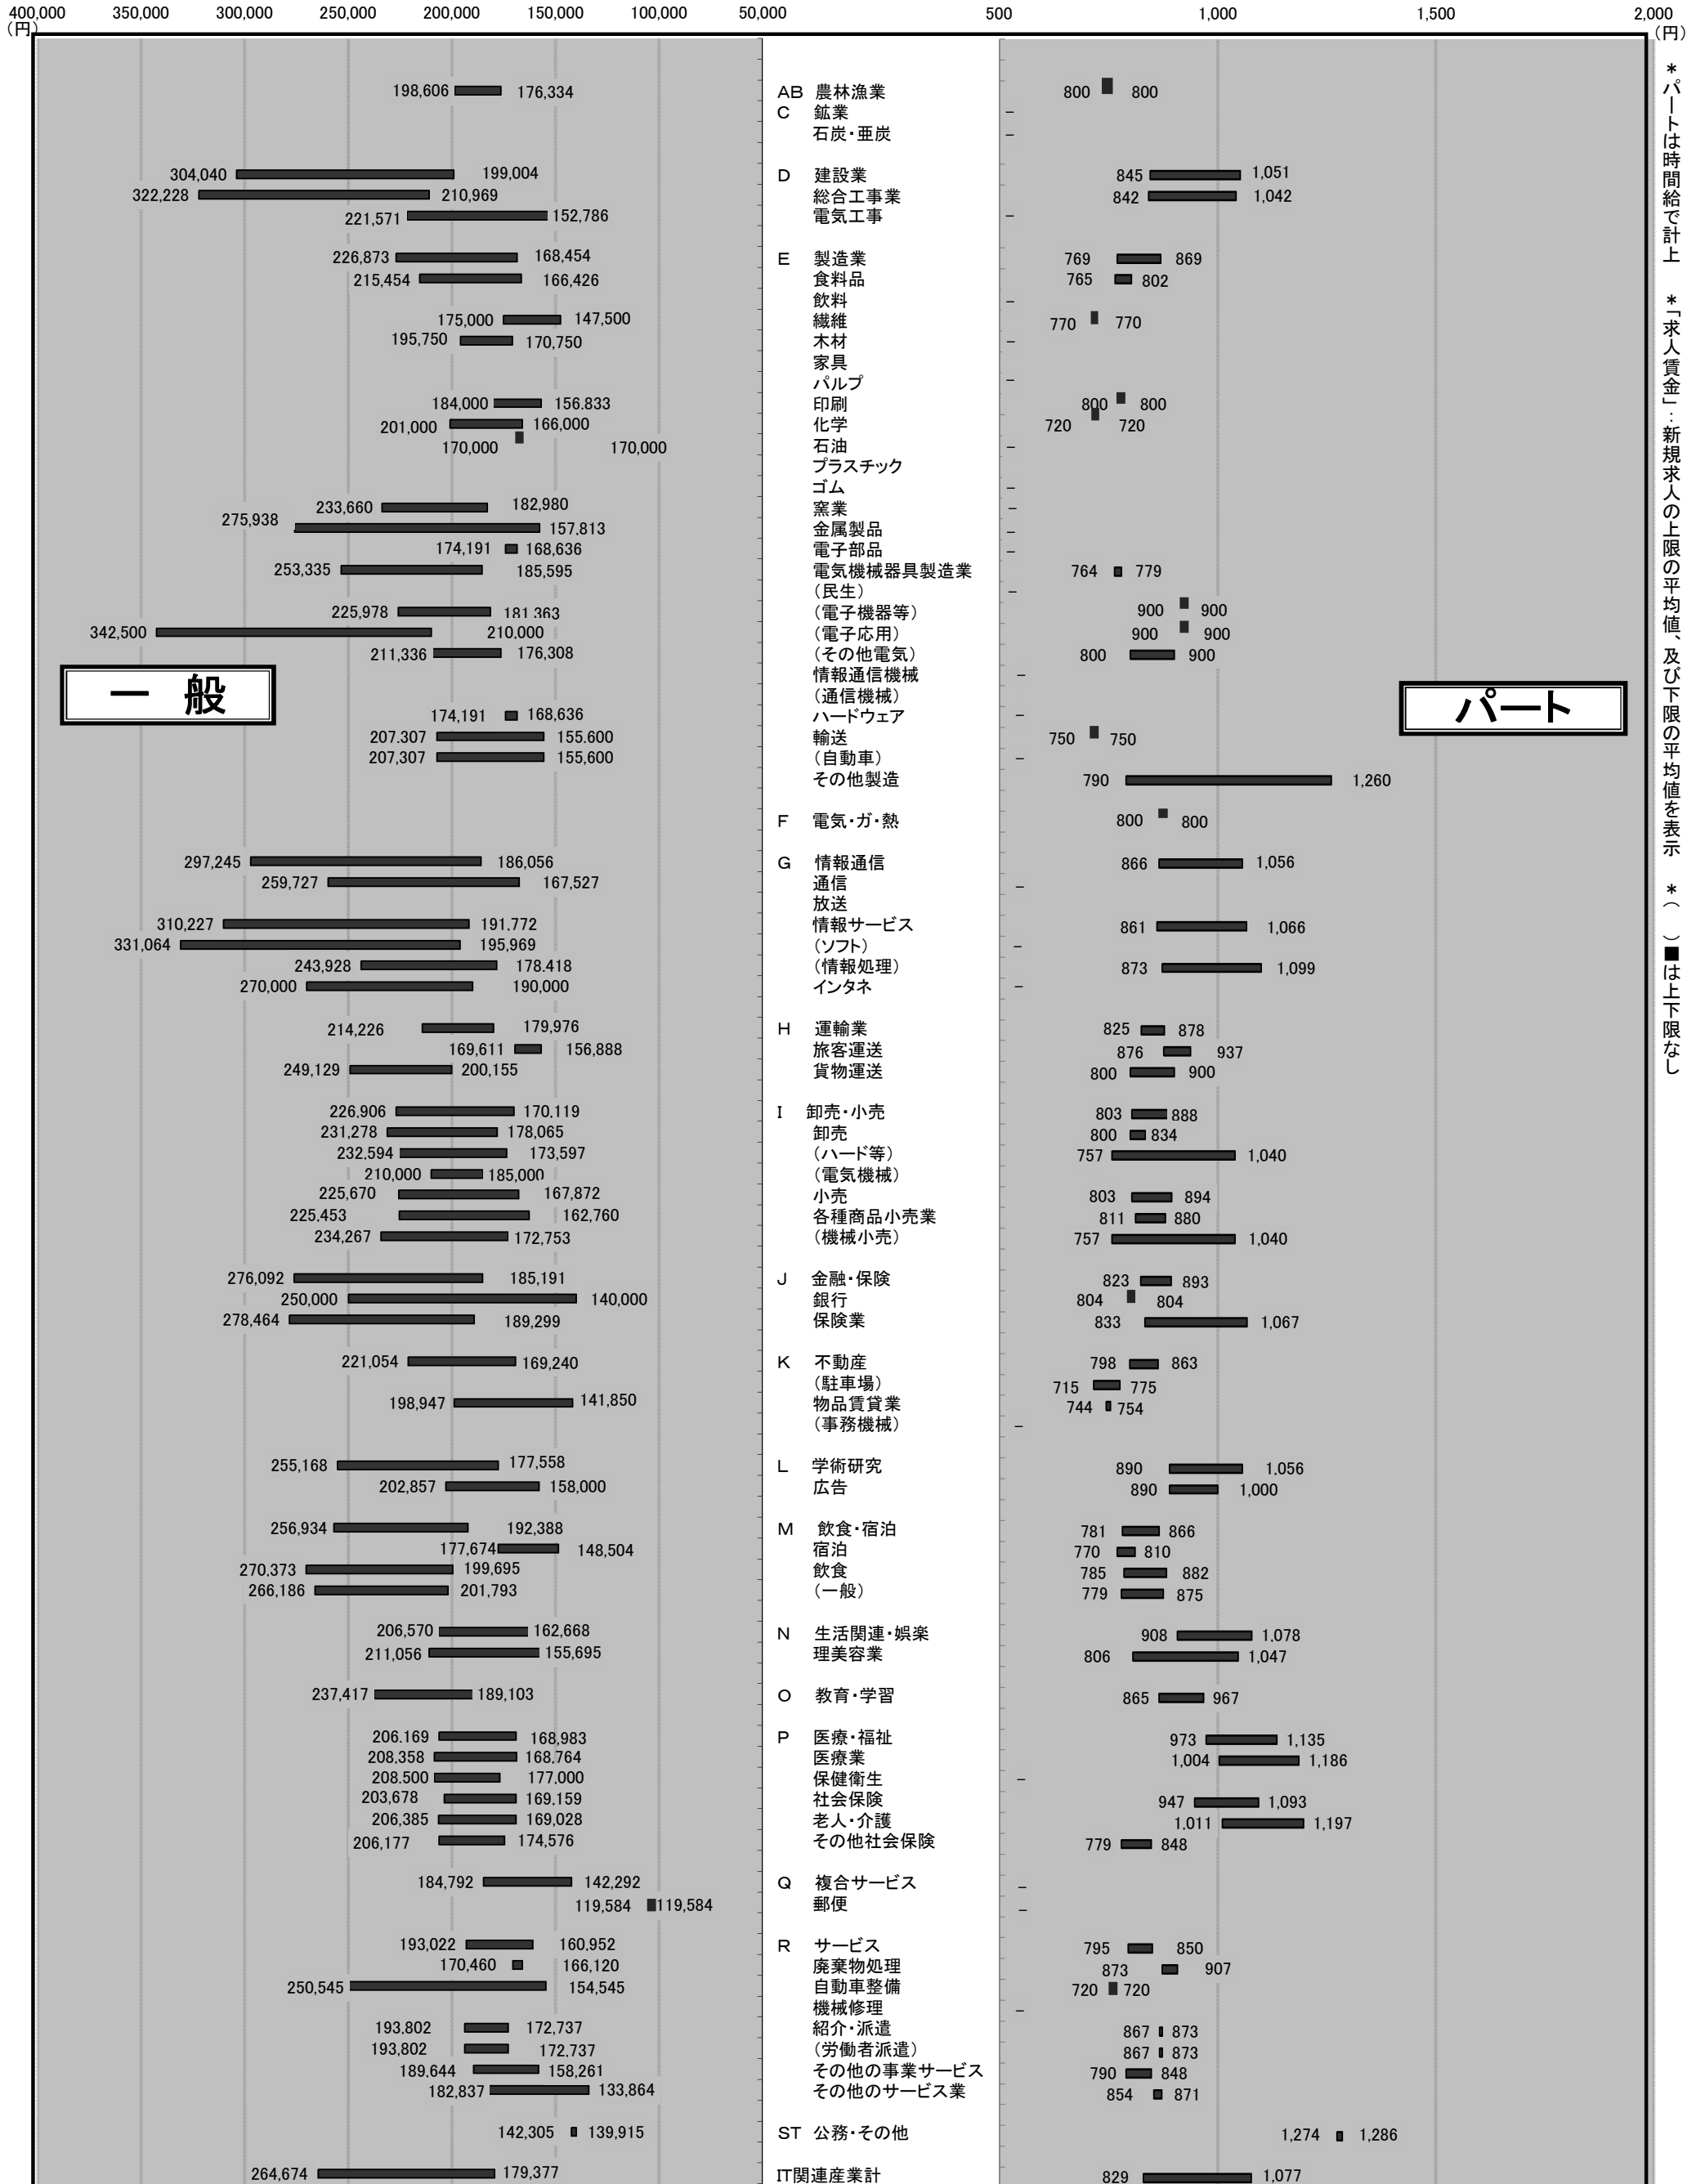 400,000 350,000 300,000 250,000 200,000 150,000 100,000 50,000 500 1,000 1,500 2,000
(円) (円)
198,606 176,334 AB 農林漁業 800 800
C 鉱業 –
石炭・亜炭 –
304,040 199,004 D 建設業 845 1,051
322,228 210,969 総合工事業 842 1,042
221,571 152,786 電気工事 –
226,873 168,454 E 製造業 769 869
215,454 166,426 食料品 765 802
飲料 –
175,000 147,500 繊維 770 770
195,750 170,750 木材 –
家具
パルプ –
184,000 156.833 印刷 800 800
201,000 166,000 化学 720 720
170,000 170,000 石油 –
プラスチック
ゴム –
233,660 182,980 窯業 –
275,938 157,813 金属製品 –
174,191 168,636 電子部品 –
253,335 185,595 電気機械器具製造業 764 779
(民生) –
225,978 181,363 (電子機器等) 900 900
342,500 210,000 (電子応用) 900 900
211,336 176,308 (その他電気) 800 900
情報通信機械 –
(通信機械)
174,191 168,636 ハードウェア –
207,307 155,600 輸送 750 750
207,307 155,600 (自動車) –
その他製造 790 1,260
F 電気・ガ・熱 800 800
297,245 186,056 G 情報通信 866 1,056
259,727 167,527 通信 –
放送
310,227 191,772 情報サービス 861 1,066
331,064 195,969 (ソフト) –
243,928 178,418 (情報処理) 873 1,099
270,000 190,000 インタネ –
214,226 179,976 H 運輸業 825 878
169,611 156,888 旅客運送 876 937
249,129 200,155 貨物運送 800 900
226,906 170,119 I 卸売・小売 803 888
231,278 178,065 卸売 800 834
232,594 173,597 (ハード等) 757 1,040
210,000 185,000 (電気機械)
225,670 167,872 小売 803 894
225,453 162,760 各種商品小売業 811 880
234,267 172,753 (機械小売) 757 1,040
276,092 185,191 J 金融・保険 823 893
250,000 140,000 銀行 804 804
278,464 189,299 保険業 833 1,067
221,054 169,240 K 不動産 798 863
(駐車場) 715 775
198,947 141,850 物品賃貸業 744 754
(事務機械) –
255,168 177,558 L 学術研究 890 1,056
202,857 158,000 広告 890 1,000
256,934 192,388 M 飲食・宿泊 781 866
177,674 148,504 宿泊 770 810
270,373 199,695 飲食 785 882
266,186 201,793 (一般) 779 875
206,570 162,668 N 生活関連・娯楽 908 1,078
211,056 155,695 理美容業 806 1,047
237,417 189,103 O 教育・学習 865 967
206,169 168,983 P 医療・福祉 973 1,135
208,358 168,764 医療業 1,004 1,186
208,500 177,000 保健衛生 –
203,678 169,159 社会保険 947 1,093
206,385 169,028 老人・介護 1,011 1,197
206,177 174,576 その他社会保険 779 848
184,792 142,292 Q 複合サービス –
119,584 119,584 郵便 –
193,022 160,952 R サービス 795 850
170,460 166,120 廃棄物処理 873 907
250,545 154,545 自動車整備 720 720
機械修理 –
193,802 172,737 紹介・派遣 867 873
193,802 172,737 (労働者派遣) 867 873
189,644 158,261 その他の事業サービス 790 848
182,837 133,864 その他のサービス業 854 871
142,305 139,915 ST 公務・その他 1,274 1,286
264,674 179,377 IT関連産業計 829 1,077
一 般
パート
*パートは時間給で計上 *「求人賃金」:新規求人の上限の平均値、及び下限の平均値を表示 *( )■は上下限なし